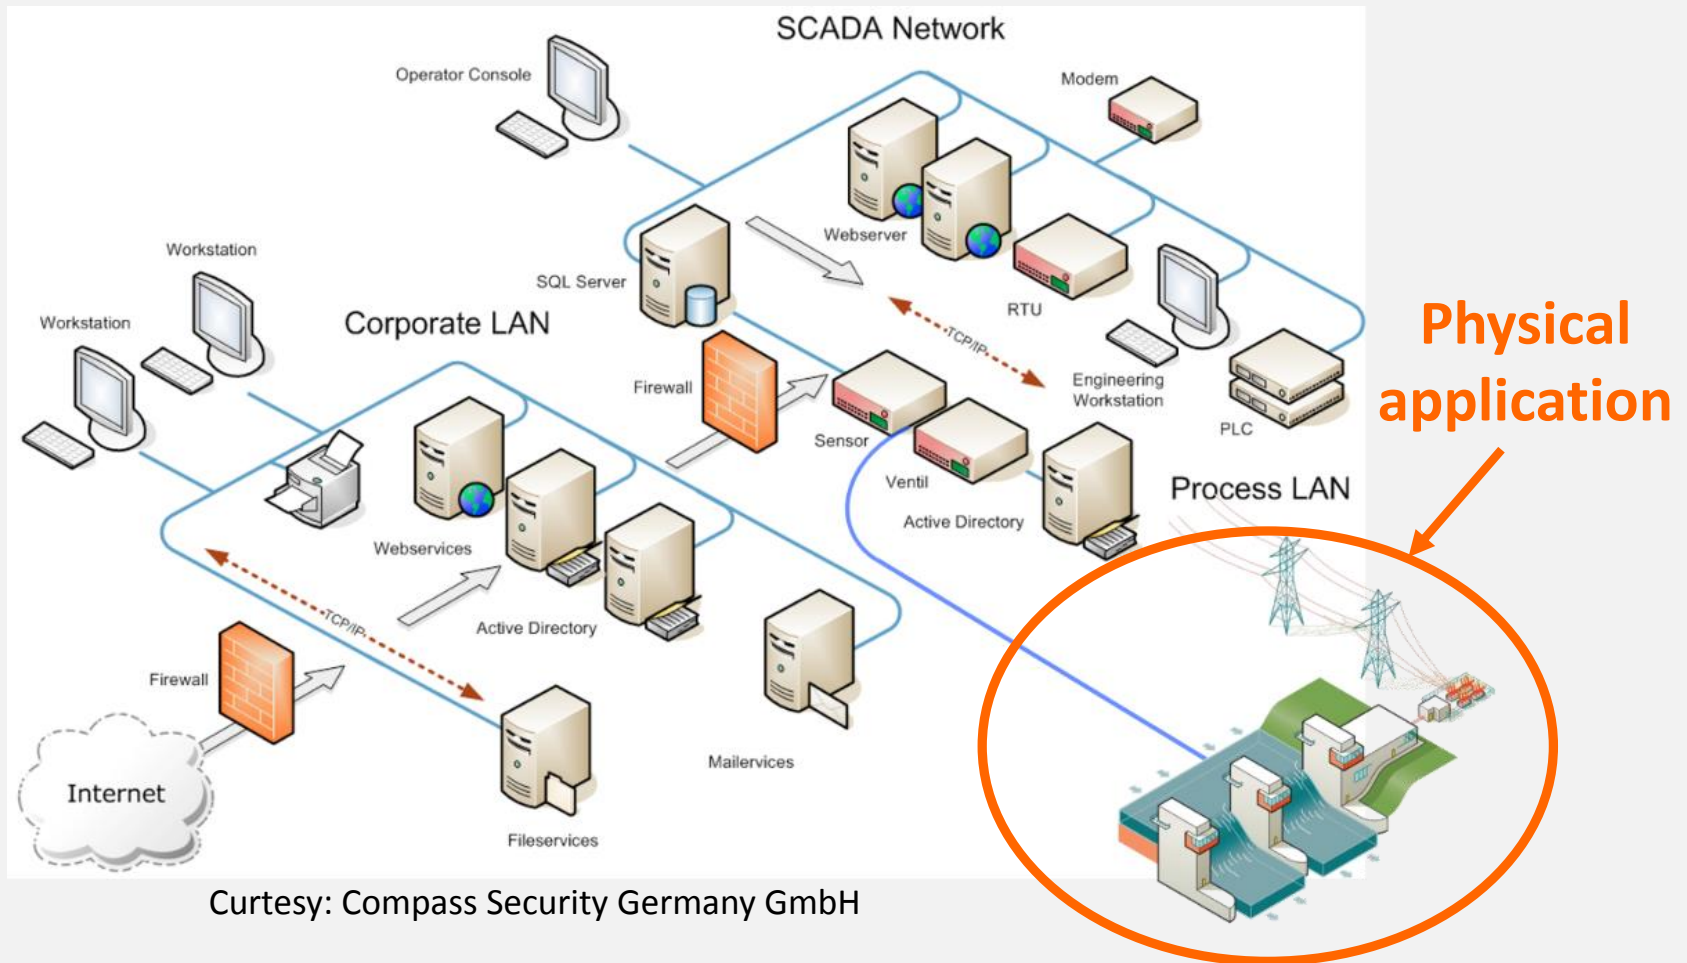 SCADA Network
Operator Console
Modem
Webserver
Workstation
SQL Server
RTU
TCP/IP
Workstation
Corporate LAN
Firewall
Engineering
Workstation
Physical
application
Sensor
PLC
Ventil
Process LAN
Active Directory
Webservices
TCP/IP
Active Directory
Firewall
Mailervices
Internet
Fileservices
Curtesy: Compass Security Germany GmbH